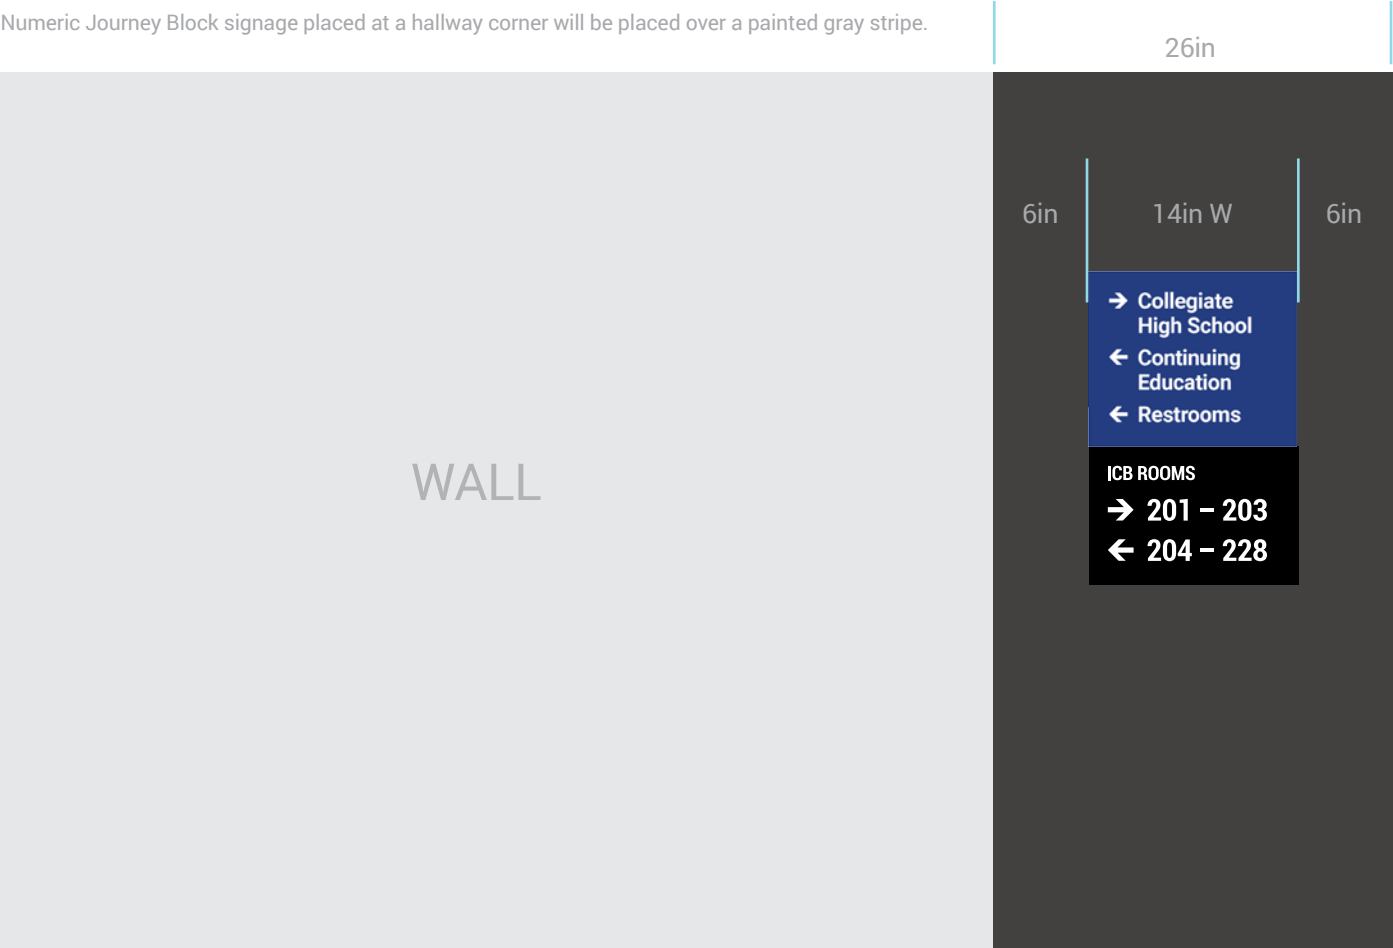 Numeric Journey Block signage placed at a hallway corner will be placed over a painted gray stripe.
26in
6in 14in W 6in
→ Collegiate
High School
← Continuing
Education
← Restrooms
WALL
ICB ROOMS
→ 201 – 203
← 204 – 228